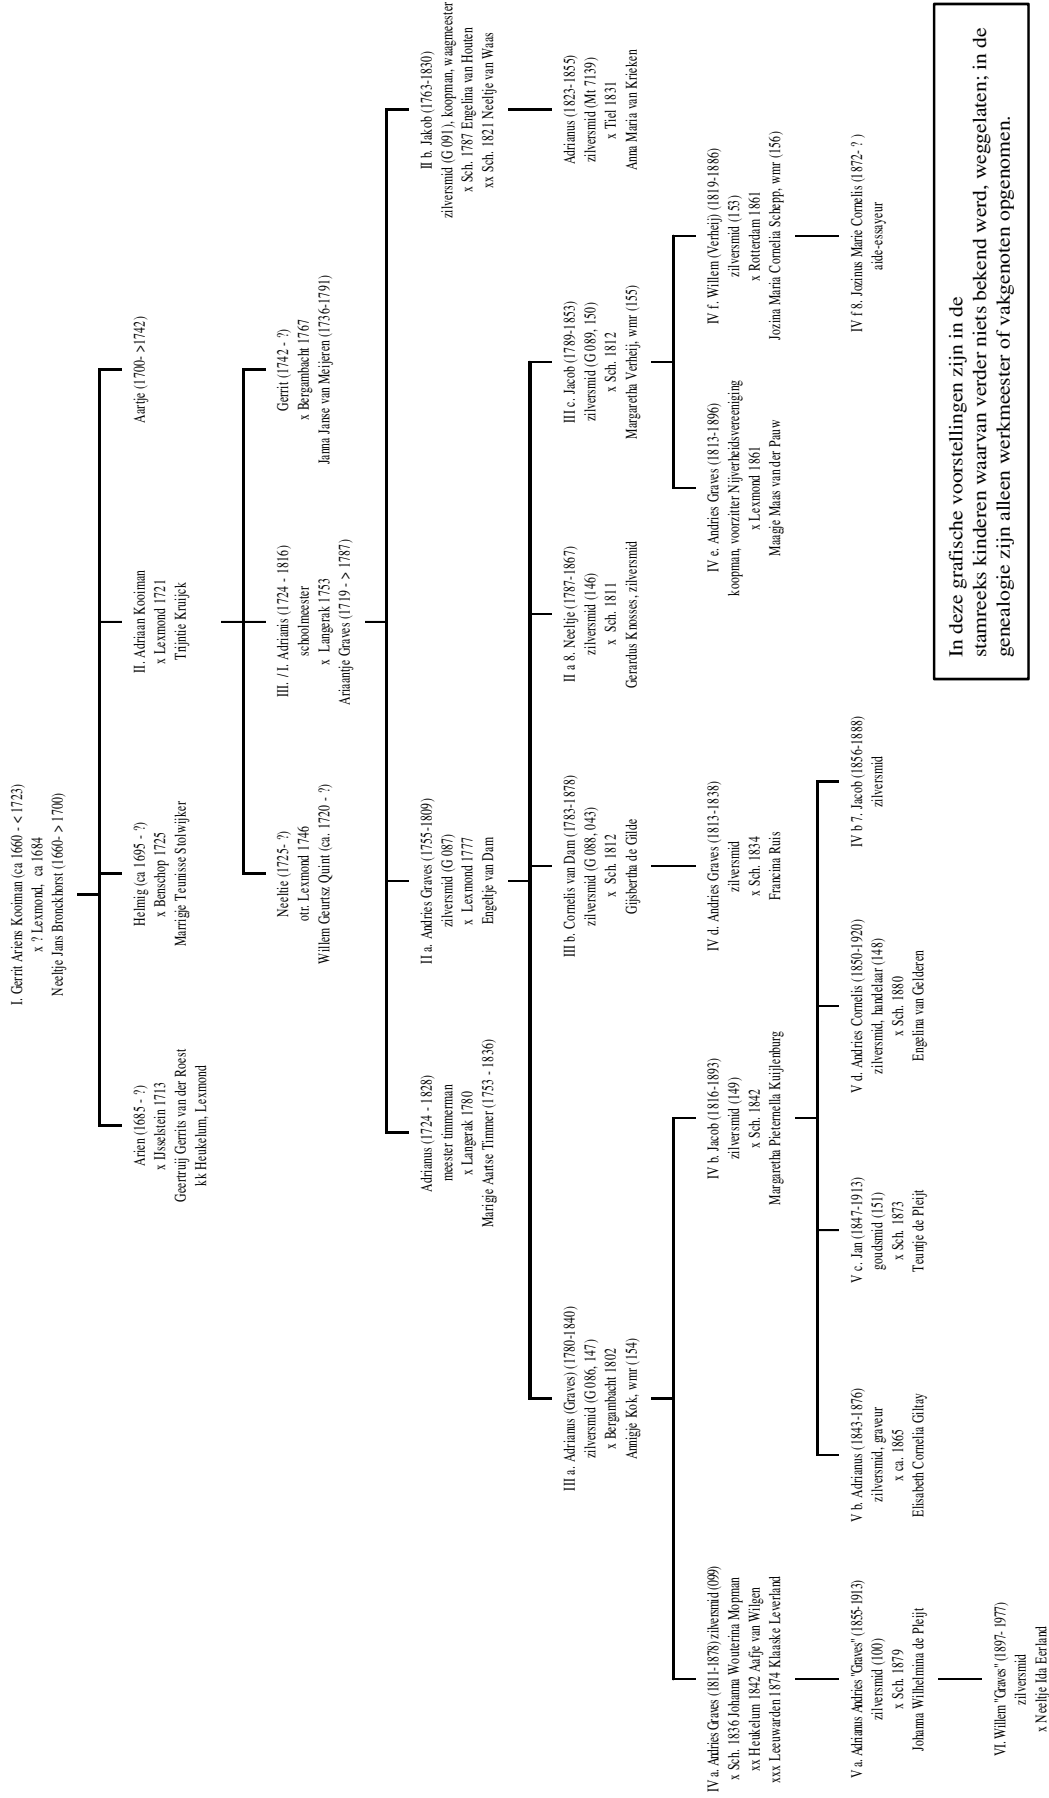 I. Gerrit Ariens Kooiman (ca 1660 - < 1723)
x ? Lexmond, ca 1684
Neeltje Jans Bronckhorst (1660- > 1700)
Arien (1685 - ?)
x IJsselstein 1713
Geertruij Gerrits van der Roest
kk Heukelum, Lexmond
Helmig (ca 1695 - ?)
x Benschop 1725
Marrigje Teunisse Stolwijker
II. Adriaan Kooiman
x Lexmond 1721
Trijntie Kruijck
Aartje (1700- >1742)
Neeltie (1725- ?)
otr. Lexmond 1746
Willem Geurtsz Quint (ca. 1720 - ?)
III. / I. Adrianis (1724 - 1816)
schoolmeester
x Langerak 1753
Ariaantje Graves (1719 - > 1787)
Gerrit (1742 - ?)
x Bergambacht 1767
Janna Janse van Meijeren (1736-1791)
Adrianus (1724 - 1828)
meester timmerman
x Langerak 1780
Marigje Aartse Timmer (1753 - 1836)
II a. Andries Graves (1755-1809)
zilversmid (G 087)
x Lexmond 1777
Engeltje van Dam
II b. Jakob (1763-1830)
zilversmid (G 091), koopman, waagmeester
x Sch. 1787 Engelina van Houten
xx Sch. 1821 Neeltje van Waas
III a. Adrianus (Graves) (1780-1840)
zilversmid (G 086, 147)
x Bergambacht 1802
Annigje Kok, wmr (154)
III b. Cornelis van Dam (1783-1878)
zilversmid (G 088, 043)
x Sch. 1812
Gijsbertha de Gilde
II a 8. Neeltje (1787-1867)
zilversmid (146)
x Sch. 1811
Gerardus Knosses, zilversmid
III c. Jacob (1789-1853)
zilversmid (G 089, 150)
x Sch. 1812
Margaretha Verheij, wmr (155)
Adrianus (1823-1855)
zilversmid (Mt 7139)
x Tiel 1831
Anna Maria van Krieken
IV a. Andries Graves (1811-1878) zilversmid (099)
x Sch. 1836 Johanna Wouterina Mopman
xx Heukelum 1842 Aafje van Wilgen
xxx Leeuwarden 1874 Klaaske Leverland
IV b. Jacob (1816-1893)
zilversmid (149)
x Sch. 1842
Margaretha Pieternella Kuijlenburg
IV d. Andries Graves (1813-1838)
zilversmid
x Sch. 1834
Francina Ruis
IV e. Andries Graves (1813-1896)
koopman, voorzitter Nijverheidsvereeniging
x Lexmond 1861
Maagje Maas van der Pauw
IV f. Willem (Verheij) (1819-1886)
zilversmid (153)
x Rotterdam 1861
Jozina Maria Cornelia Schepp, wmr (156)
V a. Adrianus Andries "Graves" (1855-1913)
zilversmid (100)
x Sch. 1879
Johanna Wilhelmina de Pleijt
V b. Adrianus (1843-1876)
zilversmid, graveur
x ca. 1865
Elisabeth Cornelia Giltay
V c. Jan (1847-1913)
goudsmid (151)
x Sch. 1873
Teuntje de Pleijt
V d. Andries Cornelis (1850-1920)
zilversmid, handelaar (148)
x Sch. 1880
Engelina van Gelderen
IV b 7. Jacob (1856-1888)
zilversmid
IV f 8. Jozinus Marie Cornelis (1872- ? )
aide-essayeur
VI. Willem "Graves" (1897- 1977)
zilversmid
x Neeltje Ida Eerland
In deze grafische voorstellingen zijn in de
stamreeks kinderen waarvan verder niets bekend werd, weggelaten; in de
genealogie zijn alleen werkmeester of vakgenoten opgenomen.